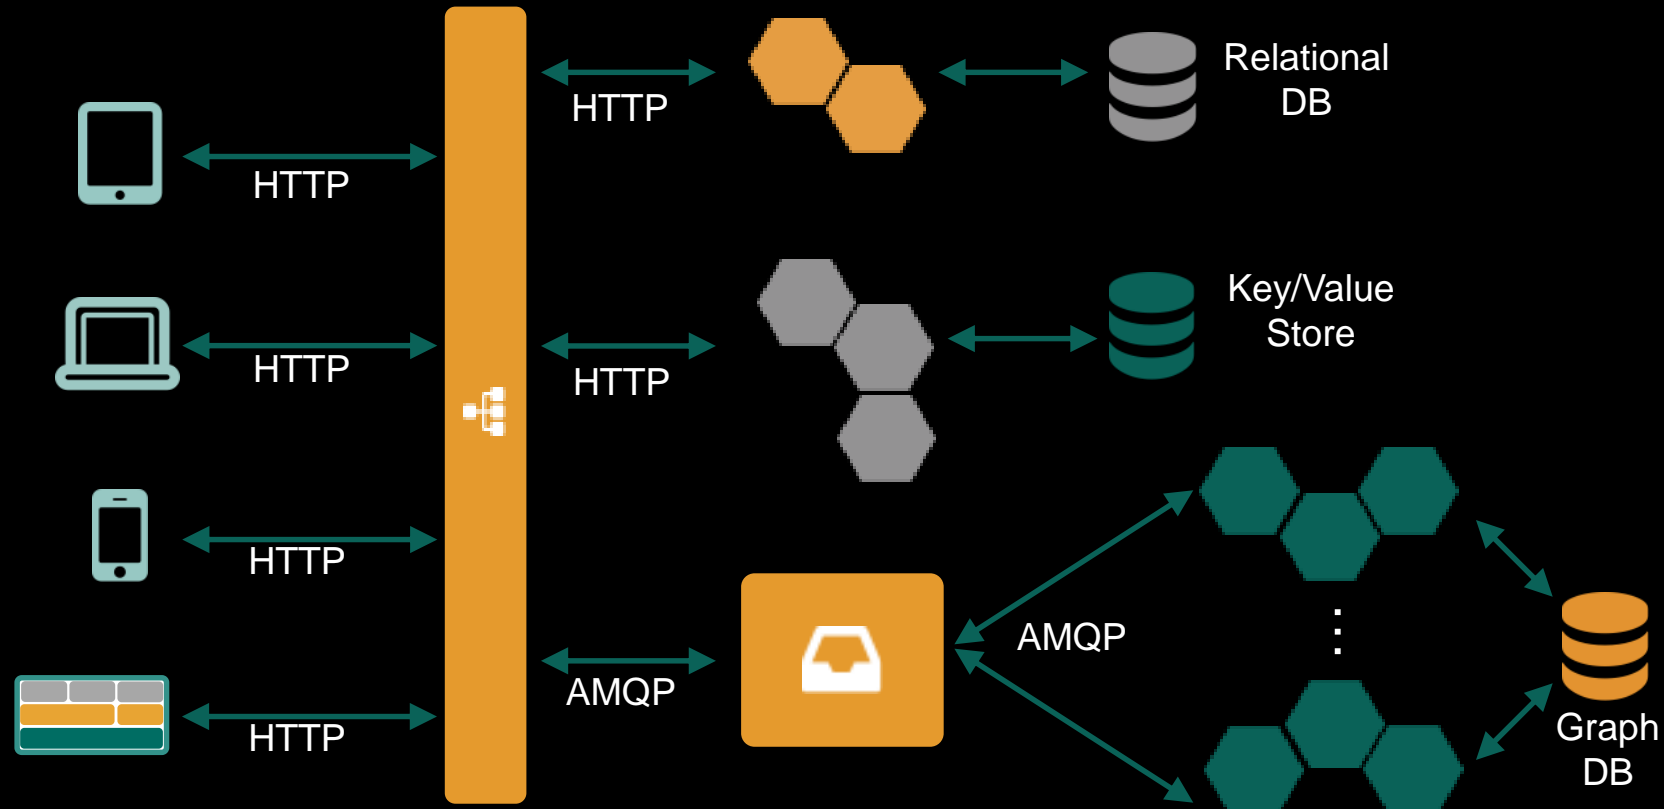 HTTP
Relational
DB
HTTP
HTTP
HTTP
Key/Value
Store
HTTP
AMQP
AMQP
HTTP
⋮
Graph
DB